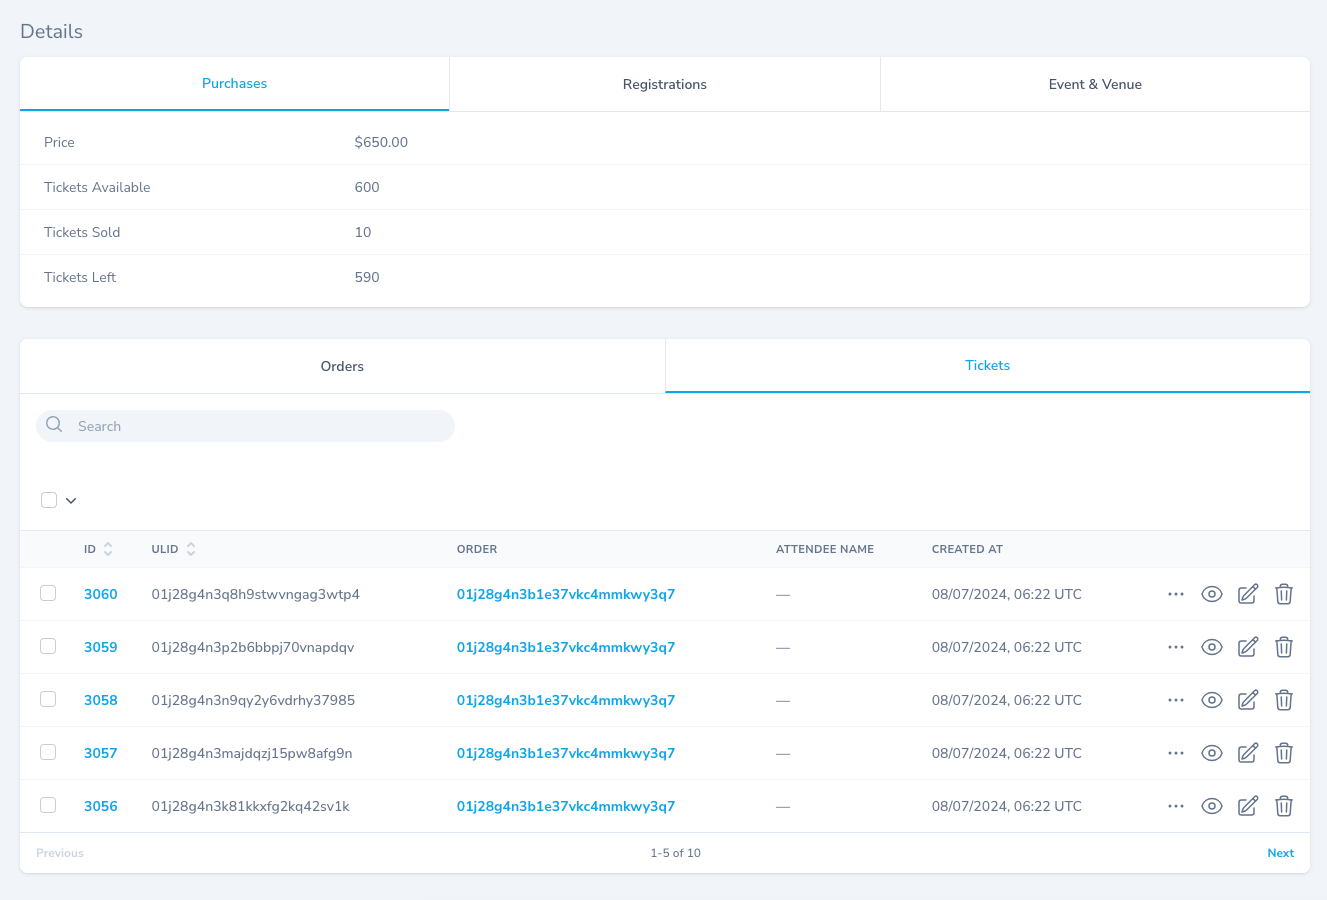 Details
Purchases Registrations Event & Venue
Price $650.00
Tickets Available 600
Tickets Sold 10
Tickets Left 590
Orders Tickets
Search
ID ULID ORDER ATTENDEE NAME CREATED AT
3060 01j28g4n3q8h9stwvngag3wtp4 01j28g4n3b1e37vkc4mmkwy3q7 — 08/07/2024, 06:22 UTC
3059 01j28g4n3p2b6bbpj70vnapdqv 01j28g4n3b1e37vkc4mmkwy3q7 — 08/07/2024, 06:22 UTC
3058 01j28g4n3n9qy2y6vdrhy37985 01j28g4n3b1e37vkc4mmkwy3q7 — 08/07/2024, 06:22 UTC
3057 01j28g4n3majdqzj15pw8afg9n 01j28g4n3b1e37vkc4mmkwy3q7 — 08/07/2024, 06:22 UTC
3056 01j28g4n3k81kkxfg2kq42sv1k 01j28g4n3b1e37vkc4mmkwy3q7 — 08/07/2024, 06:22 UTC
Previous 1-5 of 10 Next